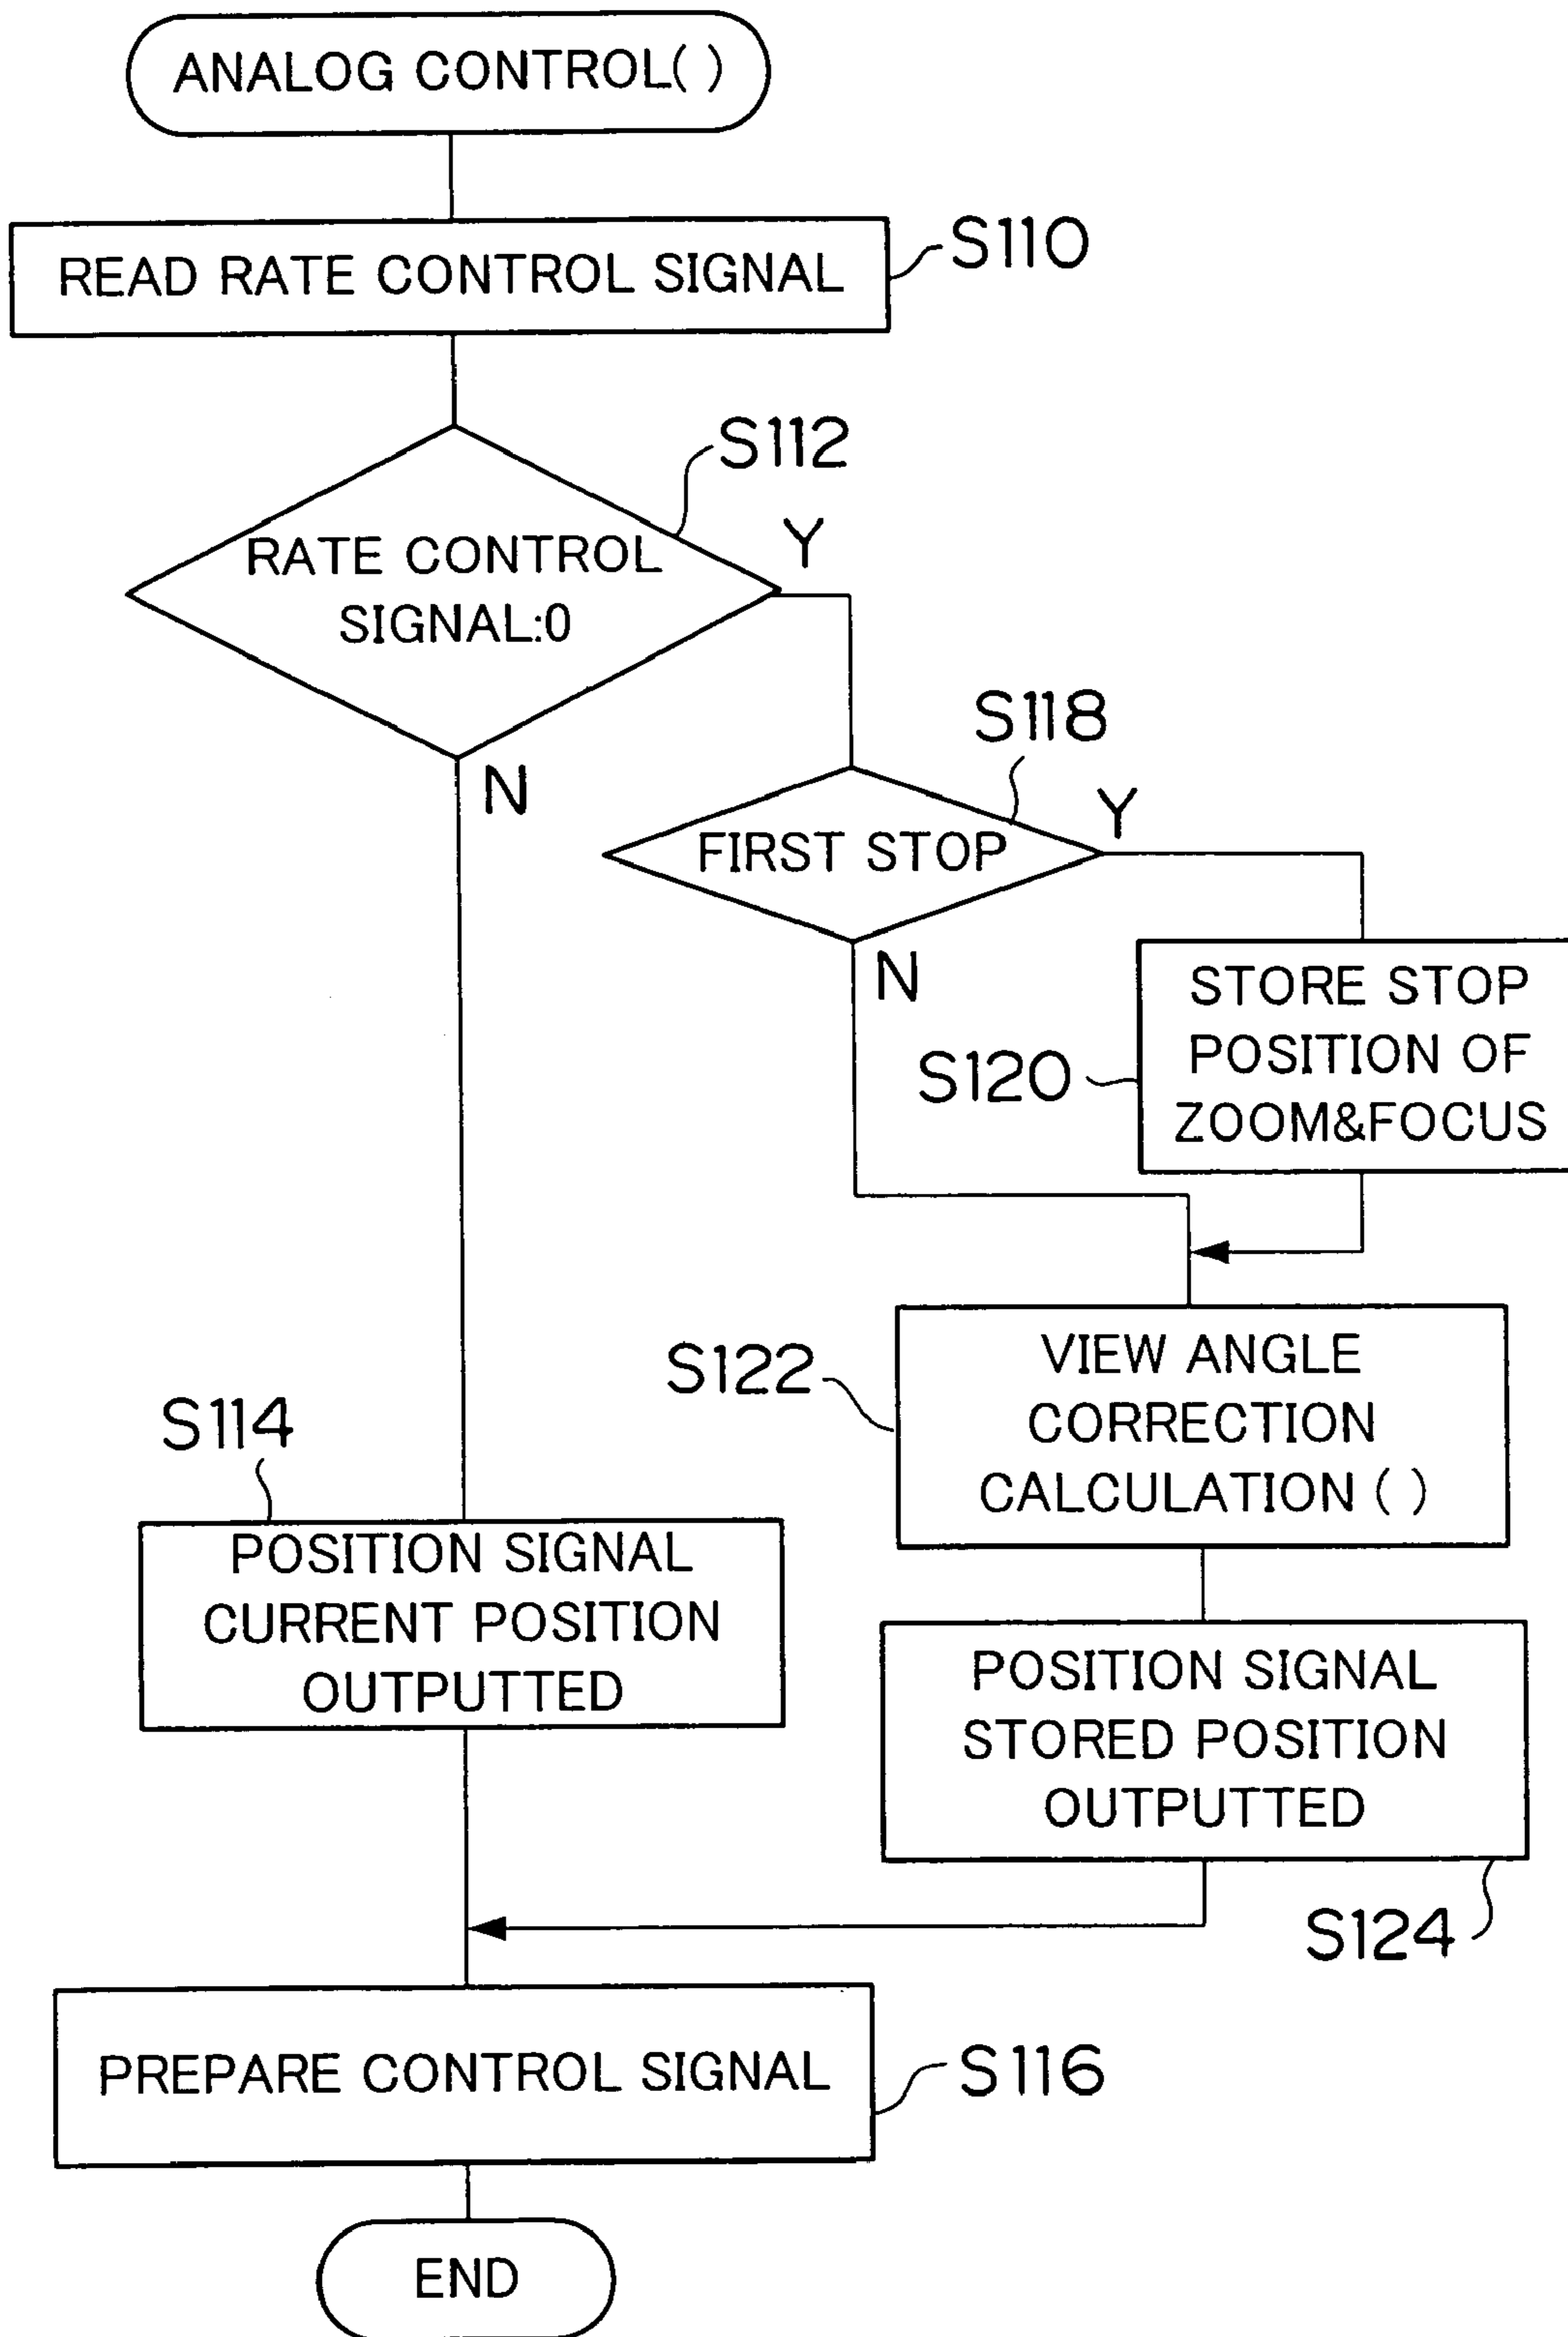 ANALOG CONTROL( )
READ RATE CONTROL SIGNAL
S110
S112
RATE CONTROL
SIGNAL:0
Y
N
S118
FIRST STOP
Y
N
STORE STOP
POSITION OF
ZOOM&FOCUS
S120
VIEW ANGLE
CORRECTION
CALCULATION ( )
S122
S114
POSITION SIGNAL
CURRENT POSITION
OUTPUTTED
POSITION SIGNAL
STORED POSITION
OUTPUTTED
S124
PREPARE CONTROL SIGNAL
S116
END